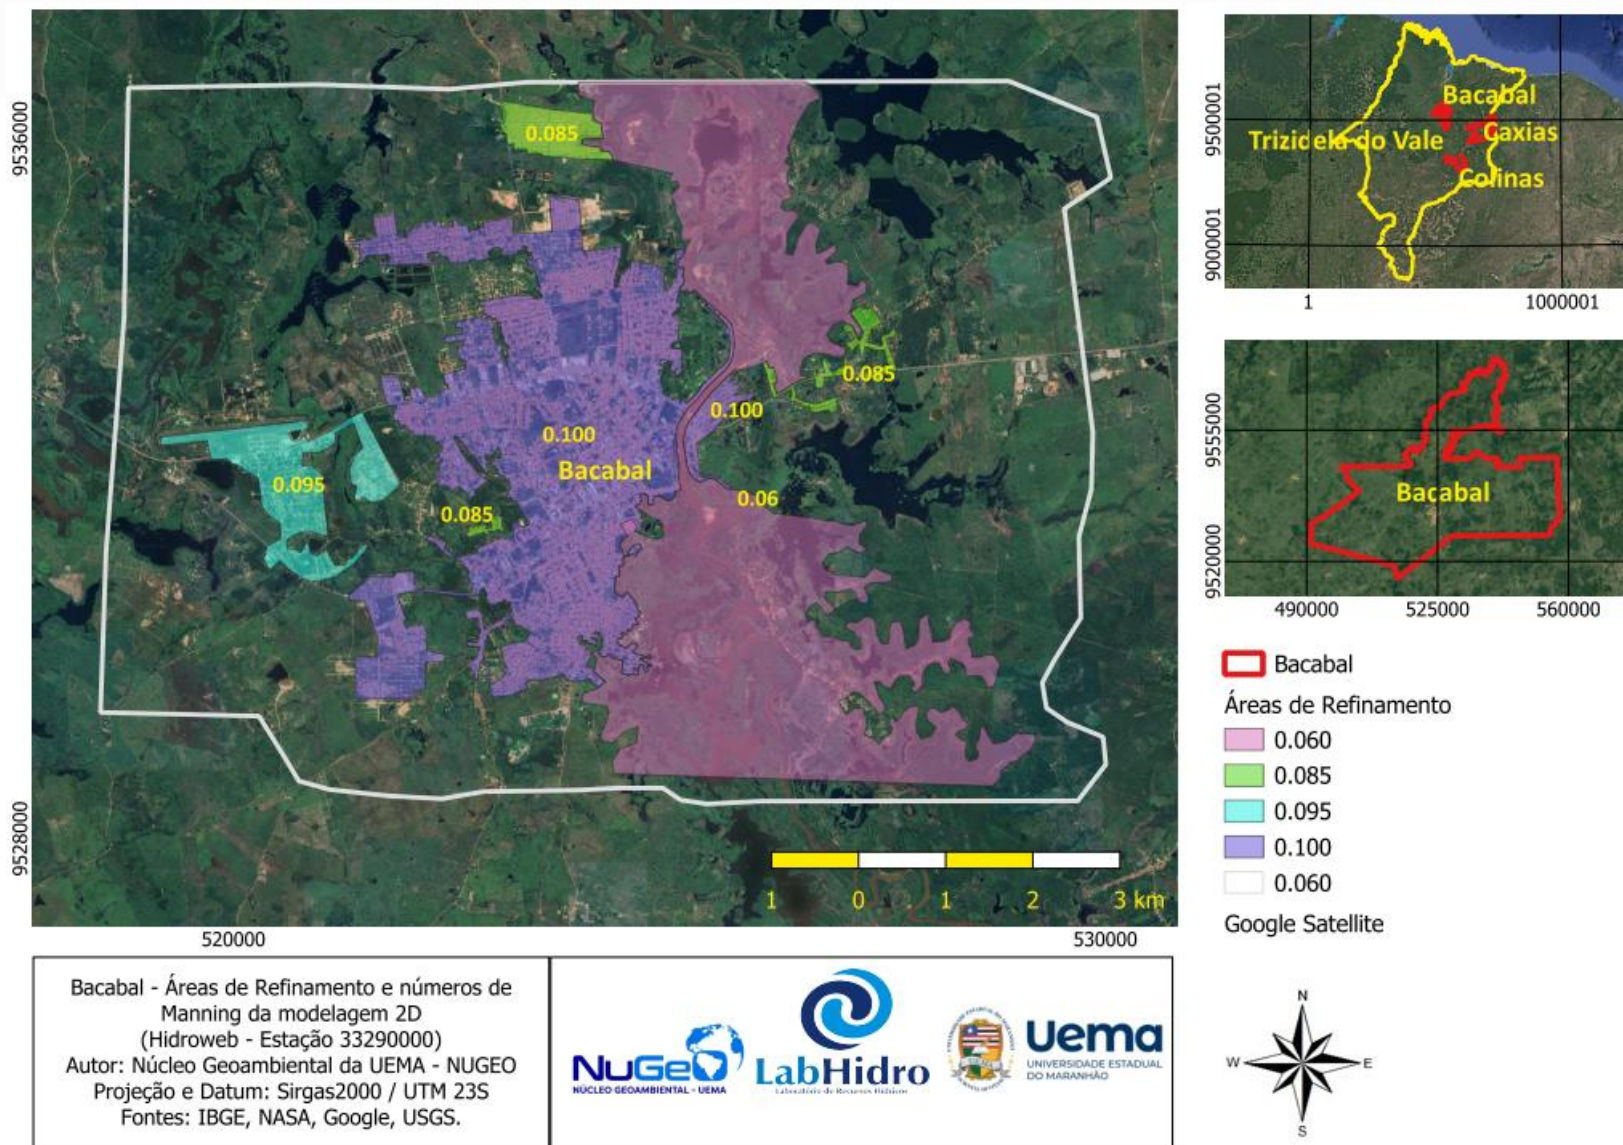 9536000
9528000
520000
530000
0.085
0.085
0.100
0.100
Bacabal
0.095
0.085
0.06
1 0 1 2 3 km
Bacabal
Trizidela do Vale
Caxias
Colinas
9500001
9000001
1
1000001
Bacabal
9555000
9520000
490000
525000
560000
Bacabal
Áreas de Refinamento
0.060
0.085
0.095
0.100
0.060
Google Satellite
Bacabal - Áreas de Refinamento e números de
Manning da modelagem 2D
(Hidroweb - Estação 33290000)
Autor: Núcleo Geoambiental da UEMA - NUGEO
Projeção e Datum: Sirgas2000 / UTM 23S
Fontes: IBGE, NASA, Google, USGS.
NuGeO
NÚCLEO GEOAMBIENTAL - UEMA
LabHidro
Laboratório de Recursos Hídricos
Uema
UNIVERSIDADE ESTADUAL
DO MARANHÃO
N
W
E
S